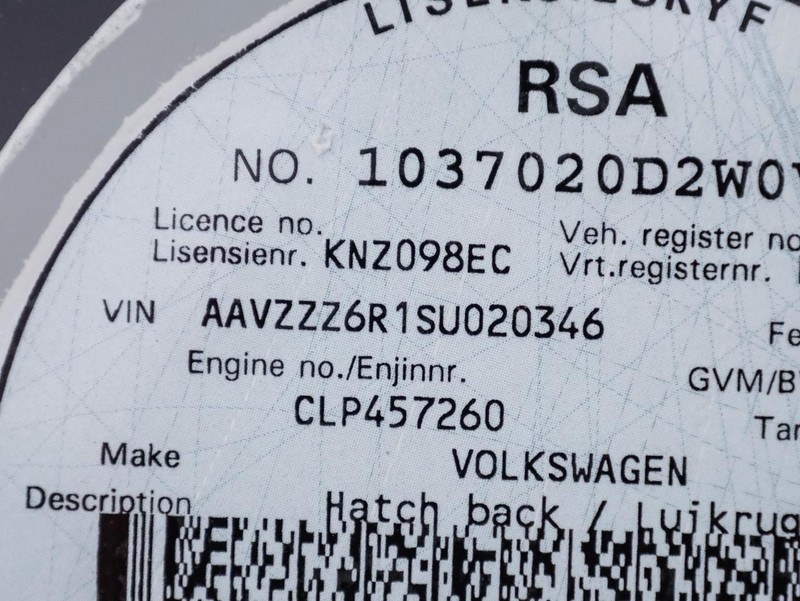 RSA
NO. 1037020D2W0
Licence no. Veh. register no
Lisensienr. KNZ098EC Vrt.registernr.
VIN AAVZZZ6R1SU020346
Engine no./Enjinnr. GVM/B
CLP457260
Make VOLKSWAGEN
Description Hatch back / Luikrug